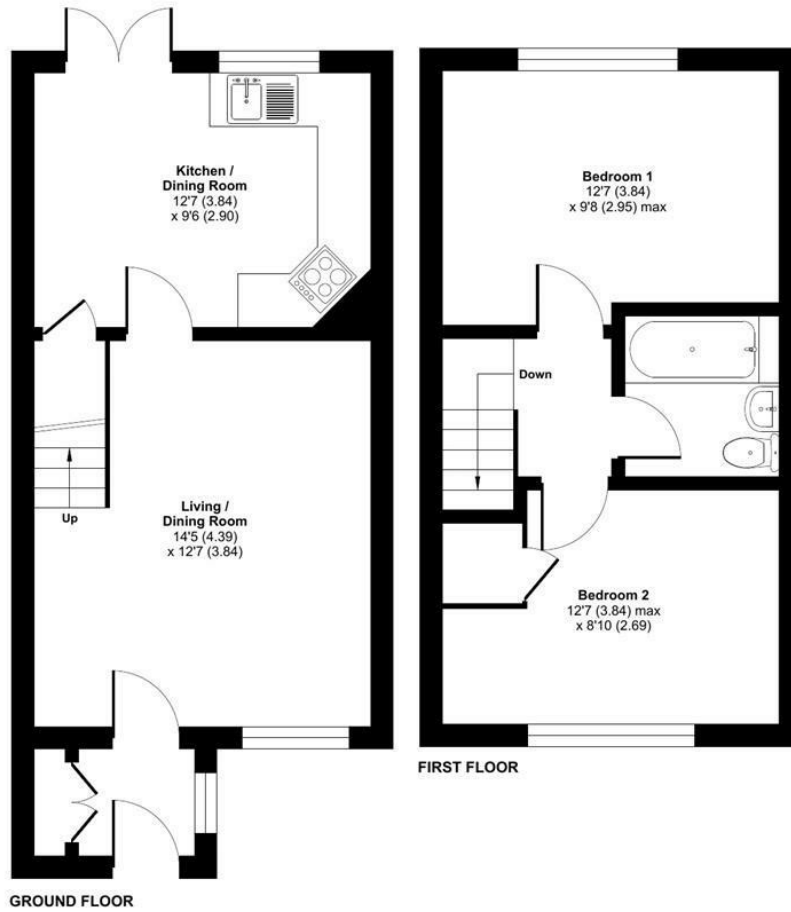 Kitchen /
Dining Room
12'7 (3.84)
x 9'6 (2.90)
Up
Living /
Dining Room
14'5 (4.39)
x 12'7 (3.84)
GROUND FLOOR
Bedroom 1
12'7 (3.84)
x 9'8 (2.95) max
Down
Bedroom 2
12'7 (3.84) max
x 8'10 (2.69)
FIRST FLOOR